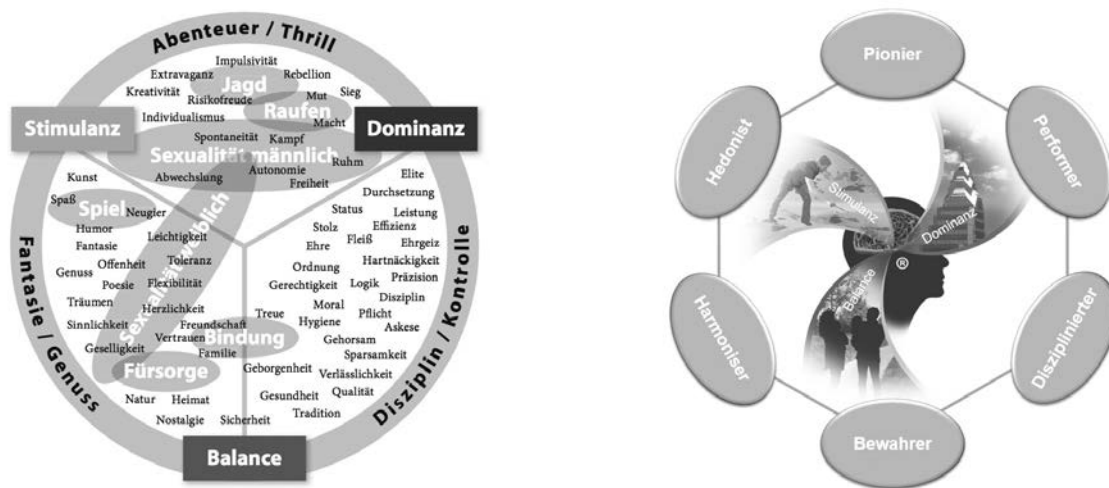 Abenteuer / Thrill
Impulsivität
Extravaganz
Jagd
Rebellion
Kreativität
Risikofreude
Mut
Sieg
Individualismus
Raufen
Macht
Stimulanz
Dominanz
Spontaneität
Kampf
Sexualität männlich
Ruhm
Autonomie
Abwechslung
Freiheit
Kunst
Elite
Spaß
Durchsetzung
Spiel
Neugier
Status
Leistung
Humor
Stolz
Effizienz
Fantasie
Leichtigkeit
Ehre
Fleiß
Ehrgeiz
Offenheit
Toleranz
Hartnäckigkeit
Genuss
Ordnung
Poesie
Flexibilität
Gerechtigkeit
Logik
Präzision
Träumen
Herzlichkeit
Moral
Disziplin
Sexualität weiblich
Treue
Pflicht
Sinnlichkeit
Freundschaft
Hygiene
Askese
Vertrauen
Bindung
Gehorsam
Geselligkeit
Familie
Sparsamkeit
Fürsorge
Geborgenheit
Verlässlichkeit
Natur
Heimat
Gesundheit
Qualität
Nostalgie
Sicherheit
Tradition
Fantasie / Genuss
Disziplin / Kontrolle
Balance
Pionier
Hedonist
Performer
Stimulanz
Dominanz
®
Balance
Harmoniser
Disziplinierter
Bewahrer